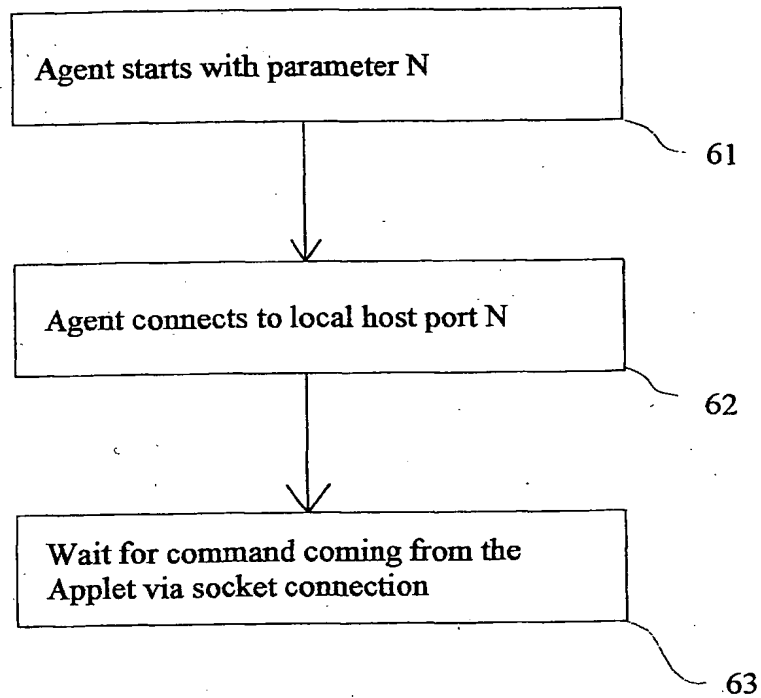 Agent starts with parameter N
61
Agent connects to local host port N
62
Wait for command coming from the
Applet via socket connection
63